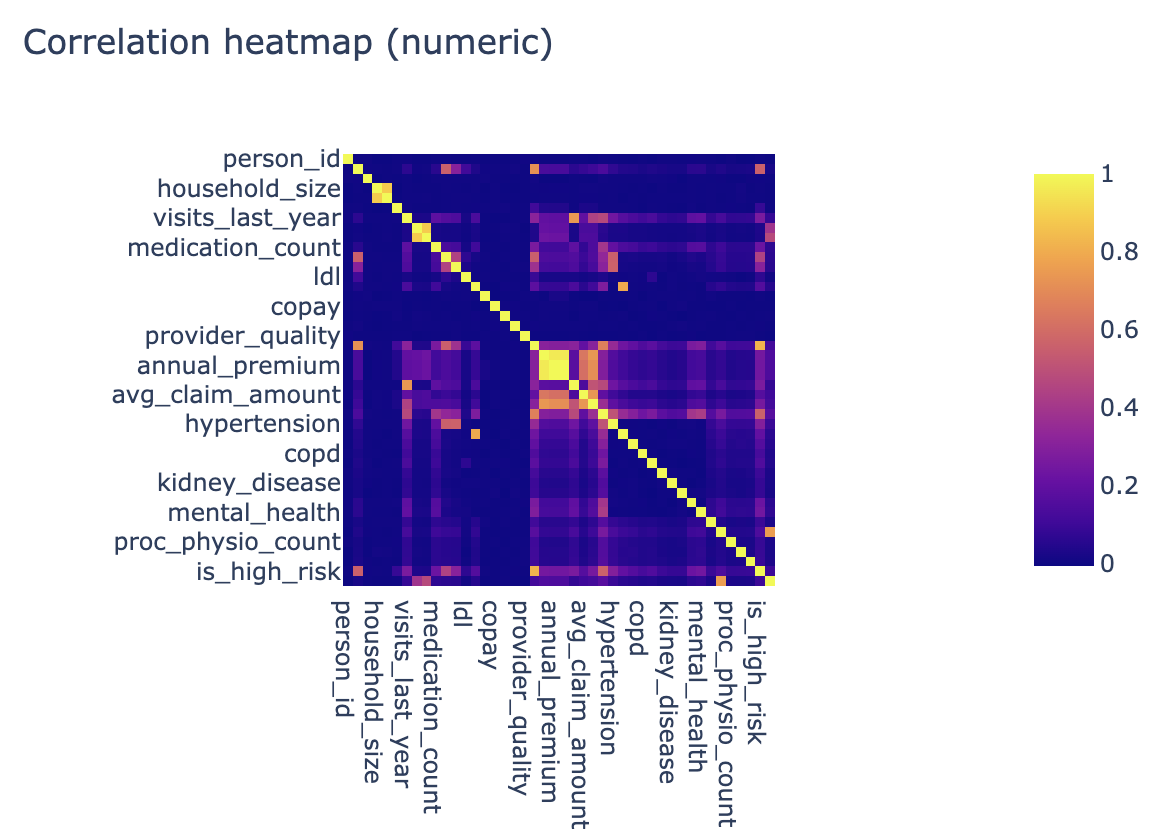 Correlation heatmap (numeric)
person_id
household_size
visits_last_year
medication_count
ldl
copay
provider_quality
annual_premium
avg_claim_amount
hypertension
copd
kidney_disease
mental_health
proc_physio_count
is_high_risk
person_id
household_size
visits_last_year
medication_count
ldl
copay
provider_quality
annual_premium
avg_claim_amount
hypertension
copd
kidney_disease
mental_health
proc_physio_count
is_high_risk
1
0.8
0.6
0.4
0.2
0